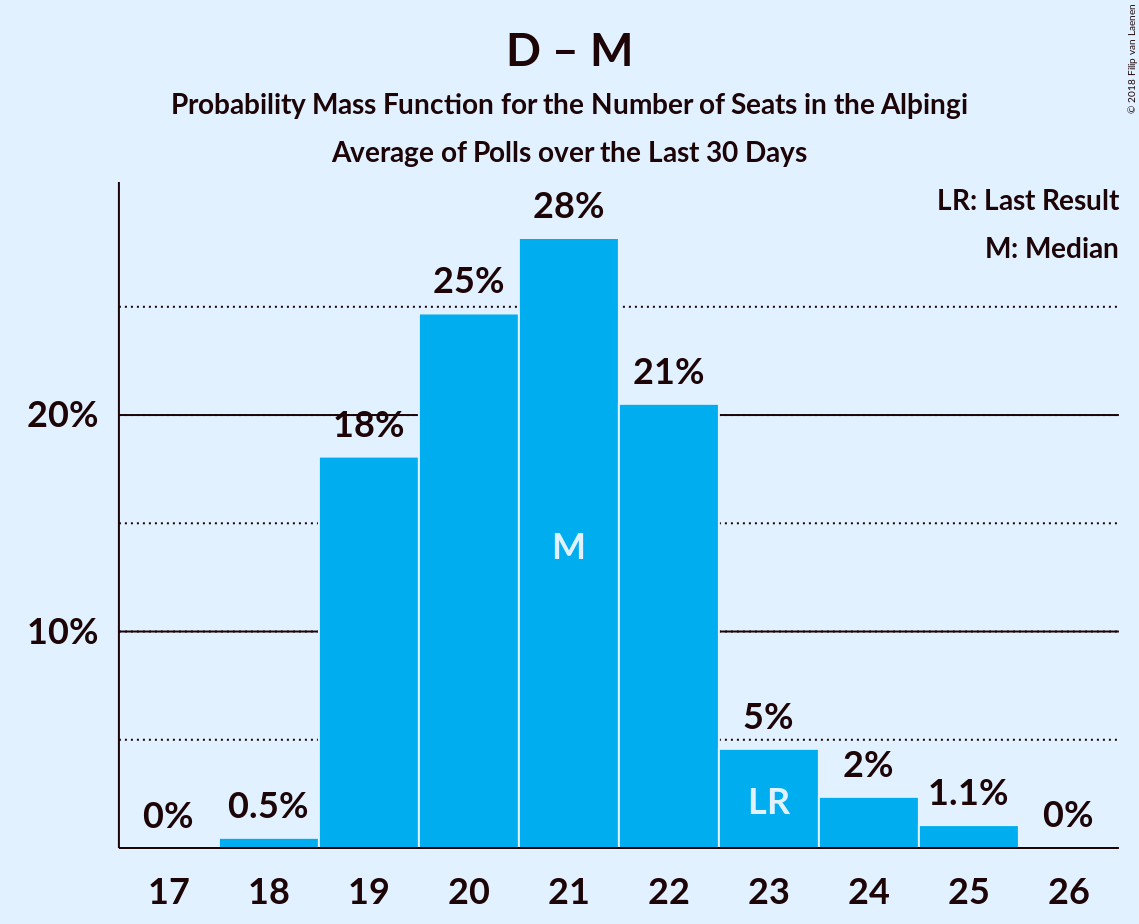 D – M
Probability Mass Function for the Number of Seats in the Alþingi
Average of Polls over the Last 30 Days
© 2018 Filip van Laenen
LR: Last Result
M: Median
28%
25%
21%
20%
18%
M
10%
5%
2%
LR
1.1%
0.5%
0%
0%
17 18 19 20 21 22 23 24 25 26